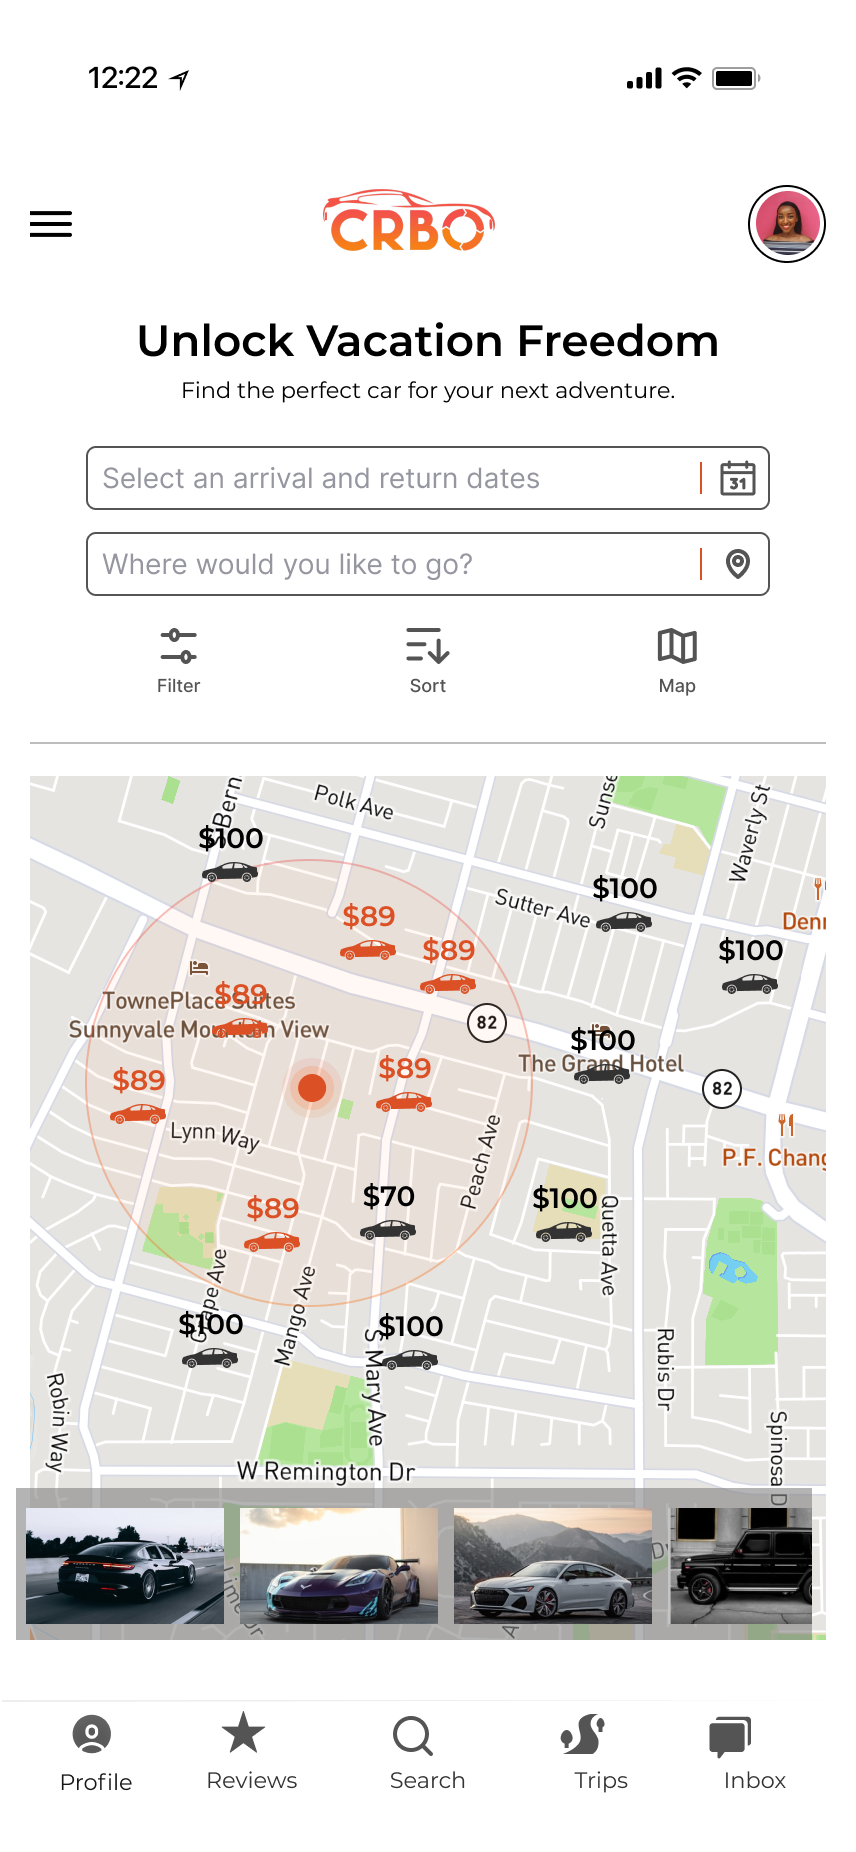 12:22
CRBO
Unlock Vacation Freedom
Find the perfect car for your next adventure.
Select an arrival and return dates
31
Where would you like to go?
Filter
Sort
Map
S Bern
Polk Ave
Sunse
Waverly St
$100
$100
Sutter Ave
$89
Denn
$89
$100
$89
TownePlace Suites
Sunnyvale Mountain View
82
$100
The Grand Hotel
$89
$89
82
Lynn Way
Peach Ave
P.F. Chang
$89
$70
$100
Quetta Ave
Grape Ave
Mango Ave
$100
$100
S Mary Ave
Rubis Dr
Robin Way
Spinosa D
W Remington Dr
Profile
Reviews
Search
Trips
Inbox